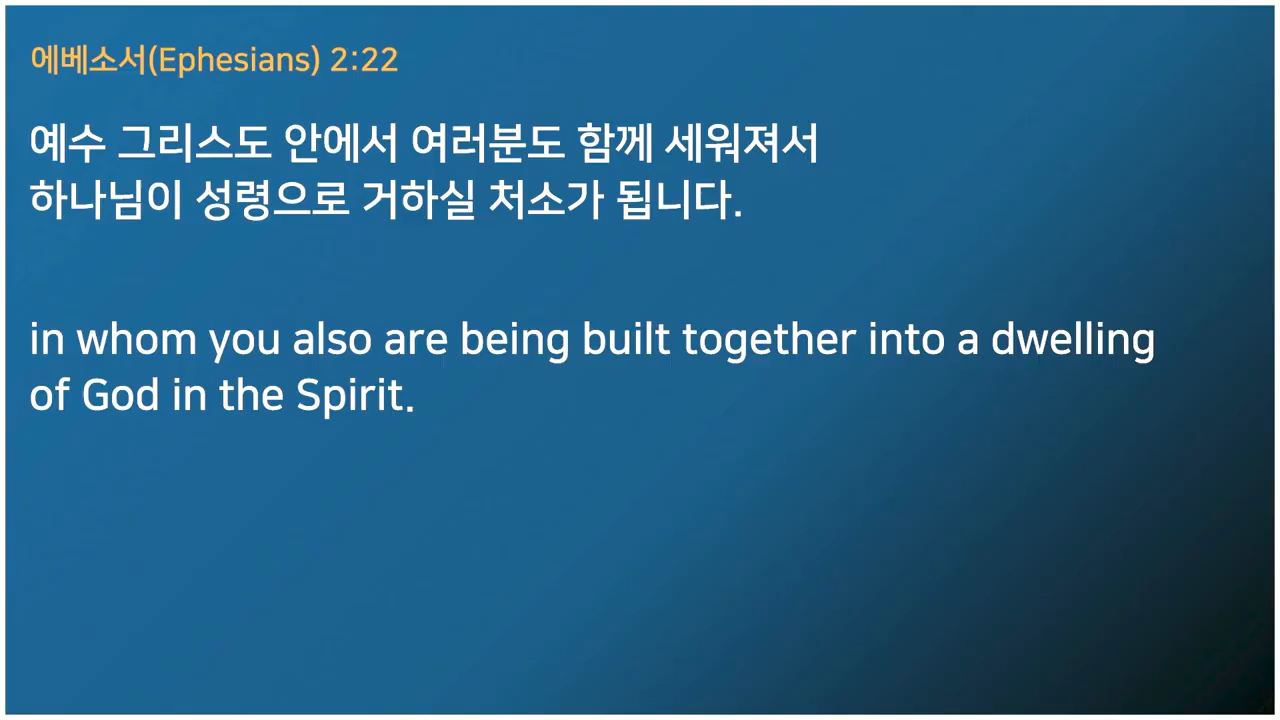 에베소서(Ephesians) 2:22
예수 그리스도 안에서 여러분도 함께 세워져서
하나님이 성령으로 거하실 처소가 됩니다.
in whom you also are being built together into a dwelling
of God in the Spirit.